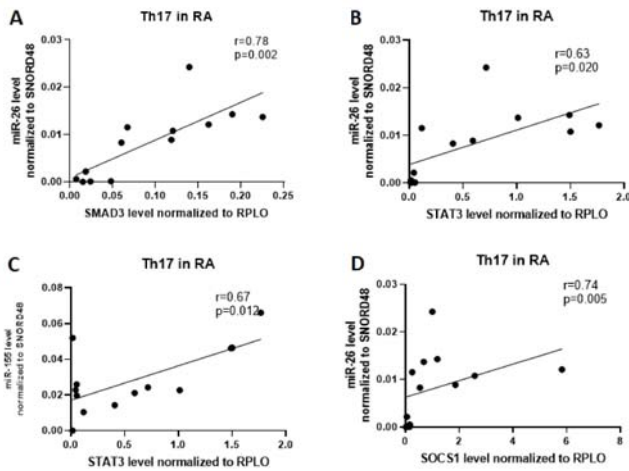 A
Th17 in RA
r=0.78
p=0.002
miR-26 level
normalized to SNORD48
0.03
0.02
0.01
0.00
0.00 0.05 0.10 0.15 0.20 0.25
SMAD3 level normalized to RPLO
B
Th17 in RA
r=0.63
p=0.020
miR-26 level
normalized to SNORD48
0.03
0.02
0.01
0.00
0.0 0.5 1.0 1.5 2.0
STAT3 level normalized to RPLO
C
Th17 in RA
r=0.67
p=0.012
miR-155 level
normalized to SNORD48
0.08
0.06
0.04
0.02
0.00
0.0 0.5 1.0 1.5 2.0
STAT3 level normalized to RPLO
D
Th17 in RA
r=0.74
p=0.005
miR-26 level
normalized to SNORD48
0.03
0.02
0.01
0.00
0 2 4 6 8
SOCS1 level normalized to RPLO